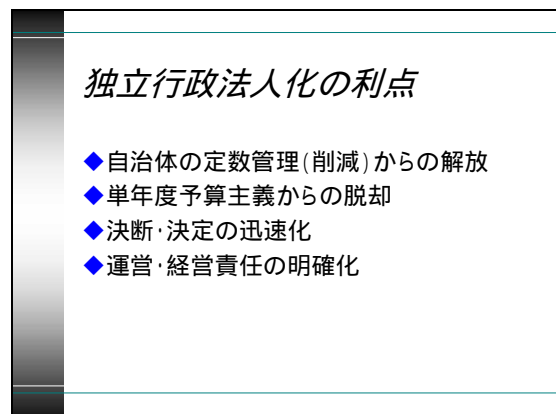 独立行政法人化の利点
◆自治体の定数管理(削減)からの解放
◆単年度予算主義からの脱却
◆決断･決定の迅速化
◆運営･経営責任の明確化